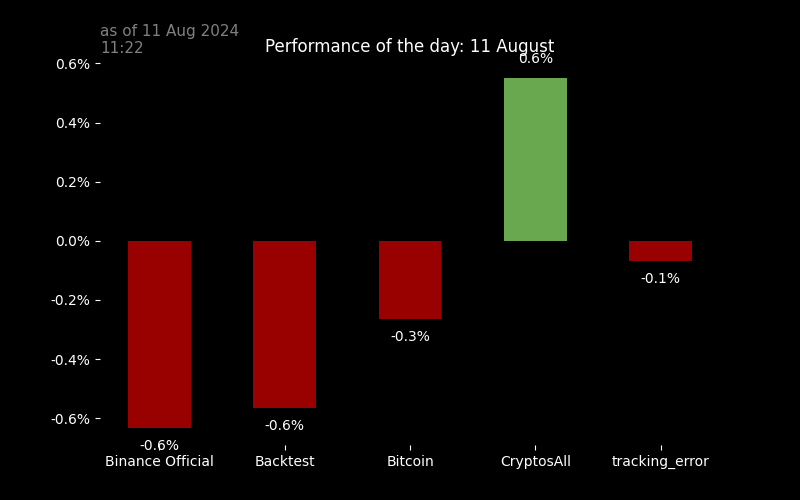 as of 11 Aug 2024
11:22
Performance of the day: 11 August
0.6%
0.4%
0.2%
0.0%
-0.2%
-0.4%
-0.6%
-0.6%
-0.6%
-0.3%
0.6%
-0.1%
Binance Official
Backtest
Bitcoin
CryptosAll
tracking_error